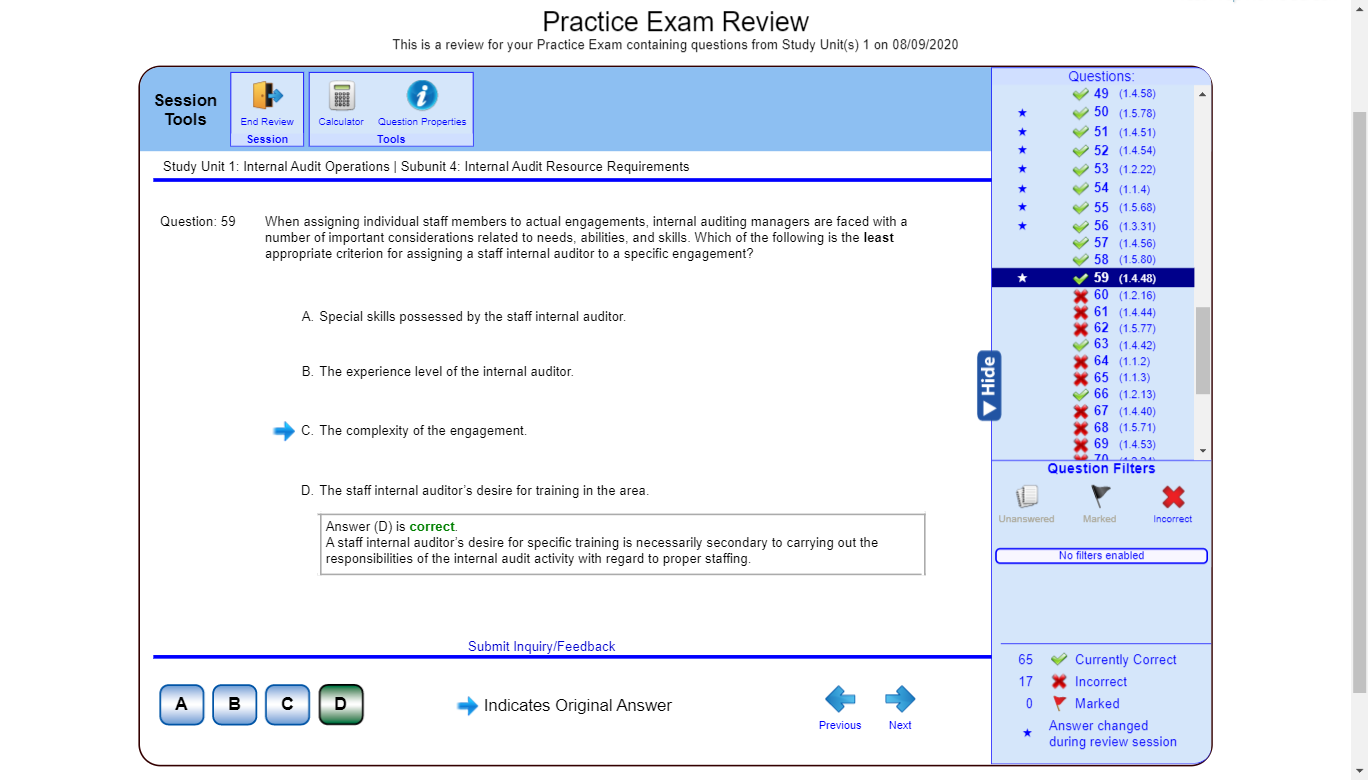 Practice Exam Review
This is a review for your Practice Exam containing questions from Study Unit(s) 1 on 08/09/2020
Session
Tools
End Review
Session
Calculator
Question Properties
Tools
Study Unit 1: Internal Audit Operations | Subunit 4: Internal Audit Resource Requirements
Question: 59
When assigning individual staff members to actual engagements, internal auditing managers are faced with a
number of important considerations related to needs, abilities, and skills. Which of the following is the least
appropriate criterion for assigning a staff internal auditor to a specific engagement?
A. Special skills possessed by the staff internal auditor.
B. The experience level of the internal auditor.
C. The complexity of the engagement.
D. The staff internal auditor's desire for training in the area.
Answer (D) is correct.
A staff internal auditor's desire for specific training is necessarily secondary to carrying out the
responsibilities of the internal audit activity with regard to proper staffing.
Submit Inquiry/Feedback
A B C D
Indicates Original Answer
Previous
Next
Questions:
49 (1.4.58)
50 (1.5.78)
51 (1.4.51)
52 (1.4.54)
53 (1.2.22)
54 (1.1.4)
55 (1.5.68)
56 (1.3.31)
57 (1.4.56)
58 (1.5.80)
59 (1.4.48)
60 (1.2.16)
61 (1.4.44)
62 (1.5.77)
63 (1.4.42)
64 (1.1.2)
65 (1.1.3)
66 (1.2.13)
67 (1.4.40)
68 (1.5.71)
69 (1.4.53)
70
Hide
Question Filters
Unanswered
Marked
Incorrect
No filters enabled
65 Currently Correct
17 Incorrect
0 Marked
Answer changed
during review session